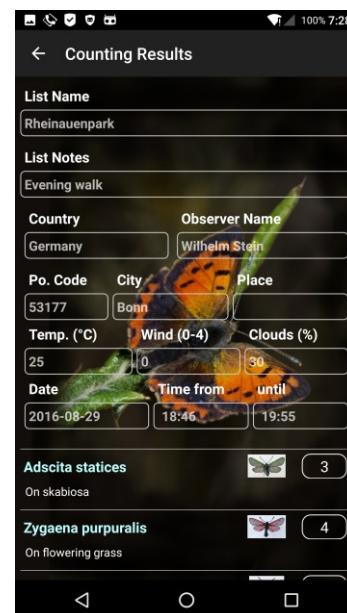 100% 7:28
Counting Results
List Name
Rheinauenpark
List Notes
Evening walk
Country Observer Name
Germany Wilhelm Stein
Po. Code City Place
53177 Bonn
Temp. (°C) Wind (0-4) Clouds (%)
25 0 30
Date Time from until
2016-08-29 18:46 19:55
Adscita statices 3
On skabiosa
Zygaena purpuralis 4
On flowering grass